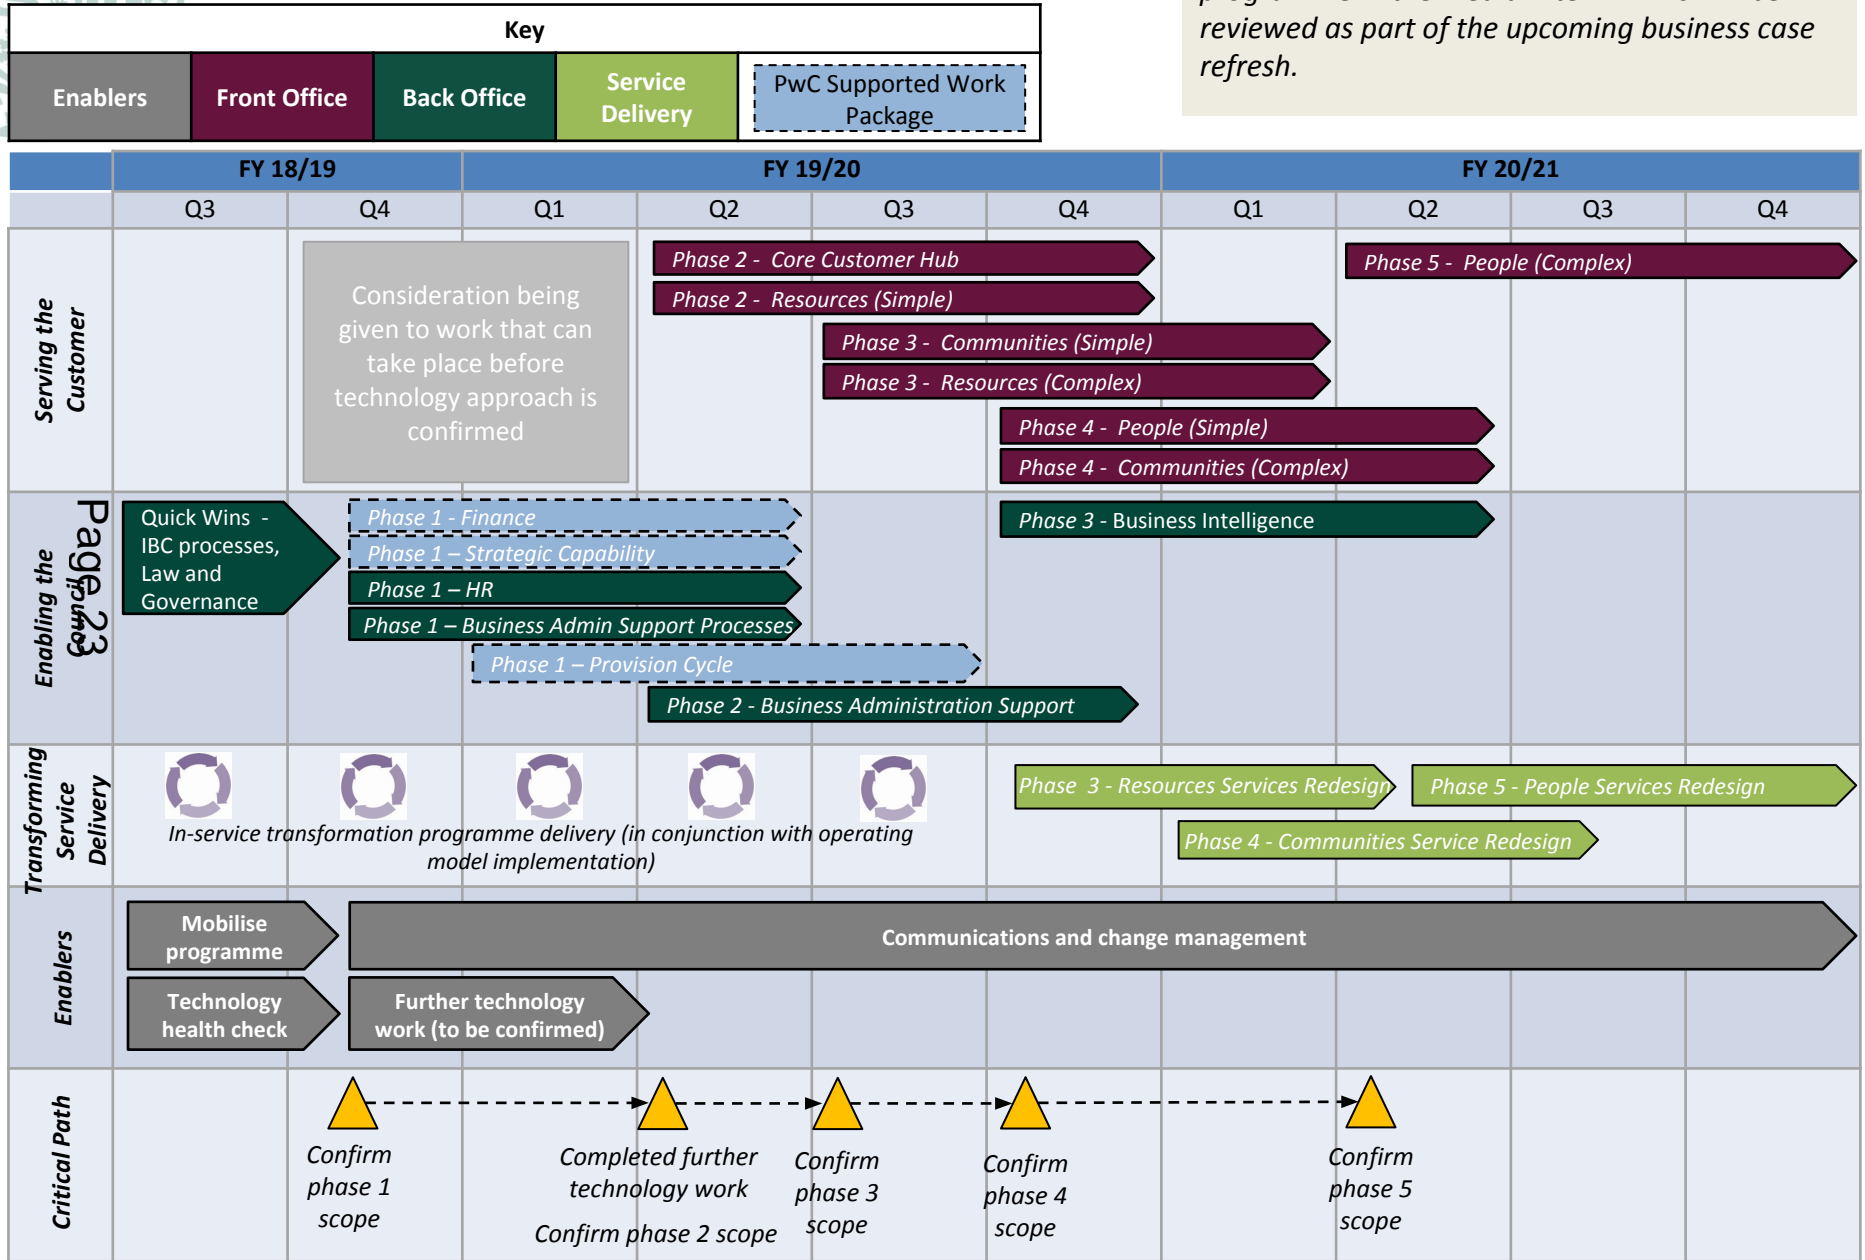 reviewed as part of the upcoming business case
refresh.
Key
Enablers
Front Office
Back Office
Service
Delivery
PwC Supported Work
Package
FY 18/19
FY 19/20
FY 20/21
Q3
Q4
Q1
Q2
Q3
Q4
Q1
Q2
Q3
Q4
Serving the
Customer
Consideration being
given to work that can
take place before
technology approach is
confirmed
Phase 2 - Core Customer Hub
Phase 2 - Resources (Simple)
Phase 3 - Communities (Simple)
Phase 3 - Resources (Complex)
Phase 4 - People (Simple)
Phase 4 - Communities (Complex)
Phase 5 - People (Complex)
Enabling the
Council
Page 23
Quick Wins -
IBC processes,
Law and
Governance
Phase 1 - Finance
Phase 1 – Strategic Capability
Phase 1 – HR
Phase 1 – Business Admin Support Processes
Phase 1 – Provision Cycle
Phase 2 - Business Administration Support
Phase 3 - Business Intelligence
Transforming
Service
Delivery
In-service transformation programme delivery (in conjunction with operating
model implementation)
Phase 3 - Resources Services Redesign
Phase 5 - People Services Redesign
Phase 4 - Communities Service Redesign
Enablers
Mobilise
programme
Communications and change management
Technology
health check
Further technology
work (to be confirmed)
Critical Path
Confirm
phase 1
scope
Completed further
technology work
Confirm phase 2 scope
Confirm
phase 3
scope
Confirm
phase 4
scope
Confirm
phase 5
scope